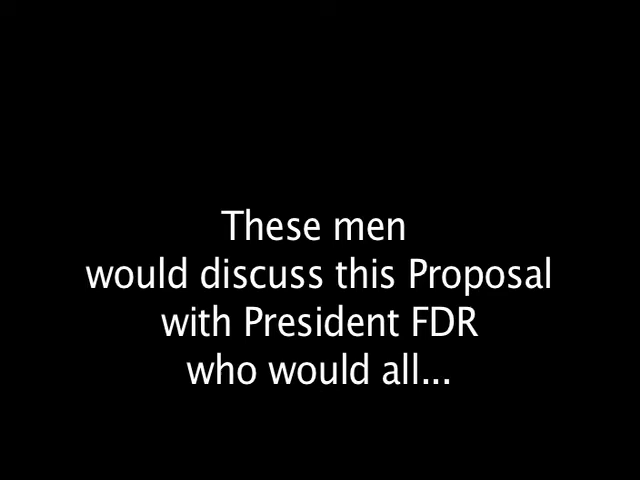 These men
would discuss this Proposal
with President FDR
who would all...